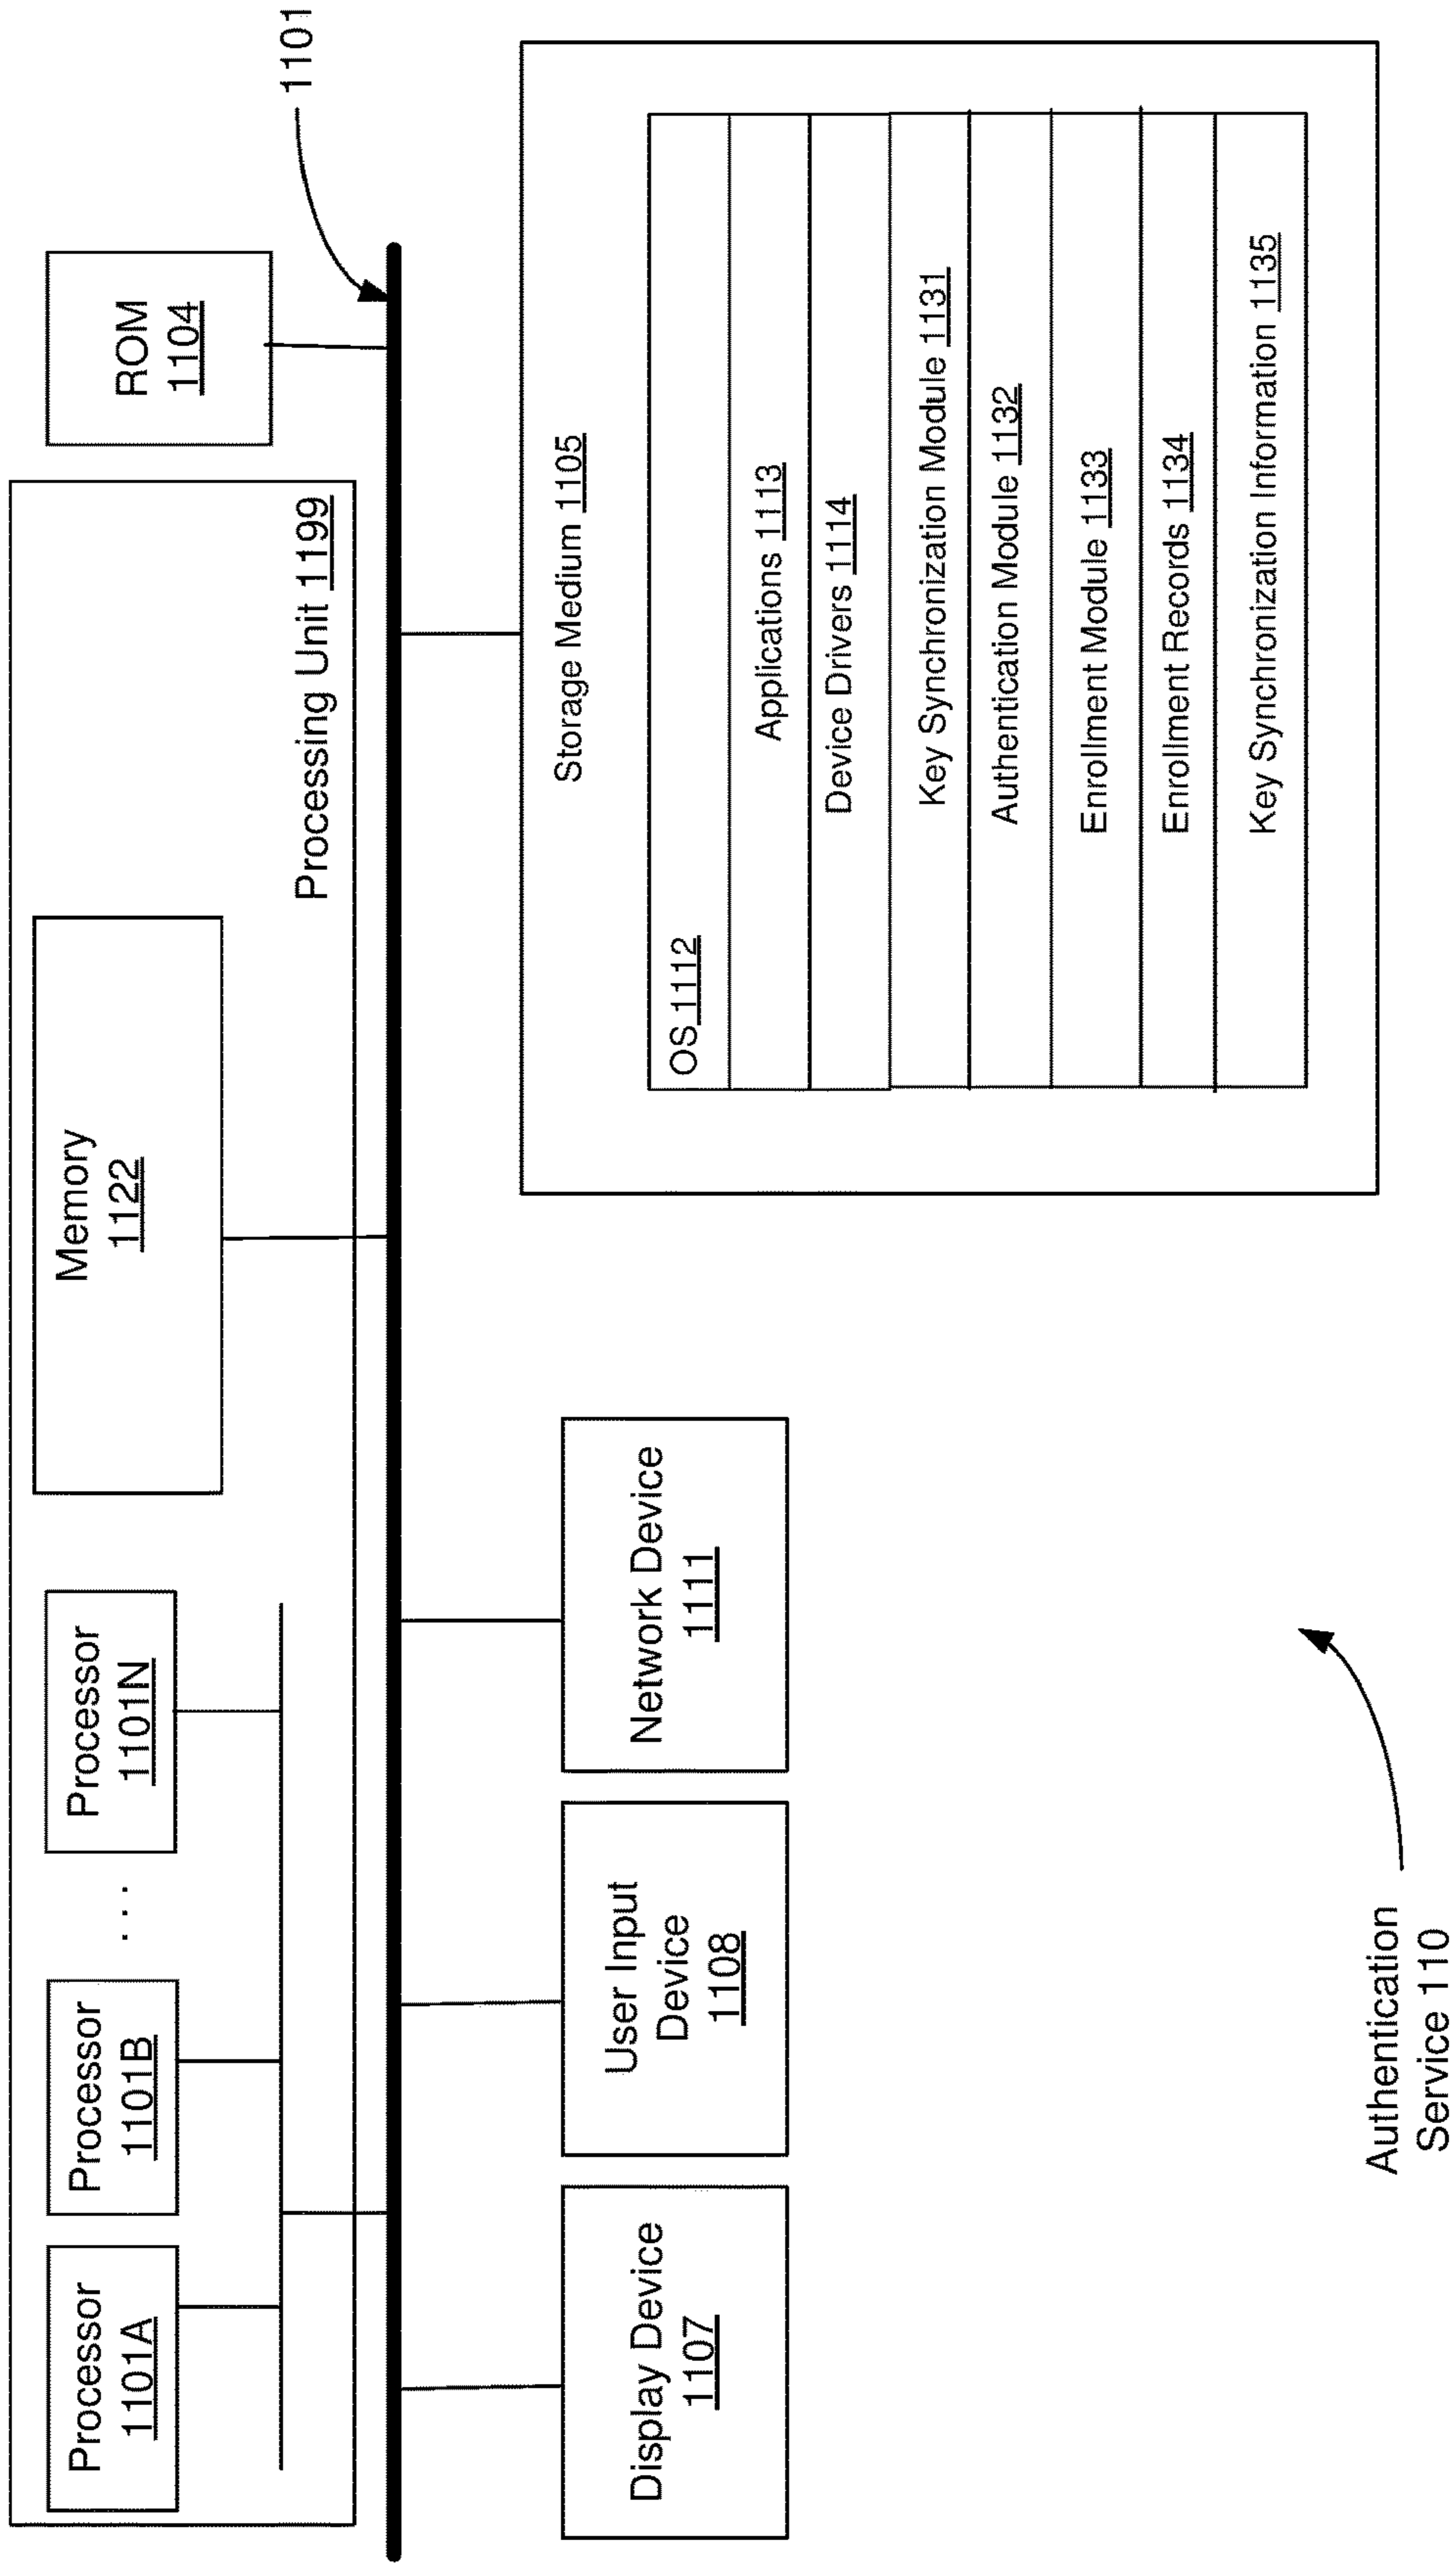 Processor
1101A
Processor
1101B
. . .
Processor
1101N
Memory
1122
Processing Unit 1199
ROM
1104
1101
Display Device
1107
User Input
Device
1108
Network Device
1111
Storage Medium 1105
OS 1112
Applications 1113
Device Drivers 1114
Key Synchronization Module 1131
Authentication Module 1132
Enrollment Module 1133
Enrollment Records 1134
Key Synchronization Information 1135
Authentication
Service 110